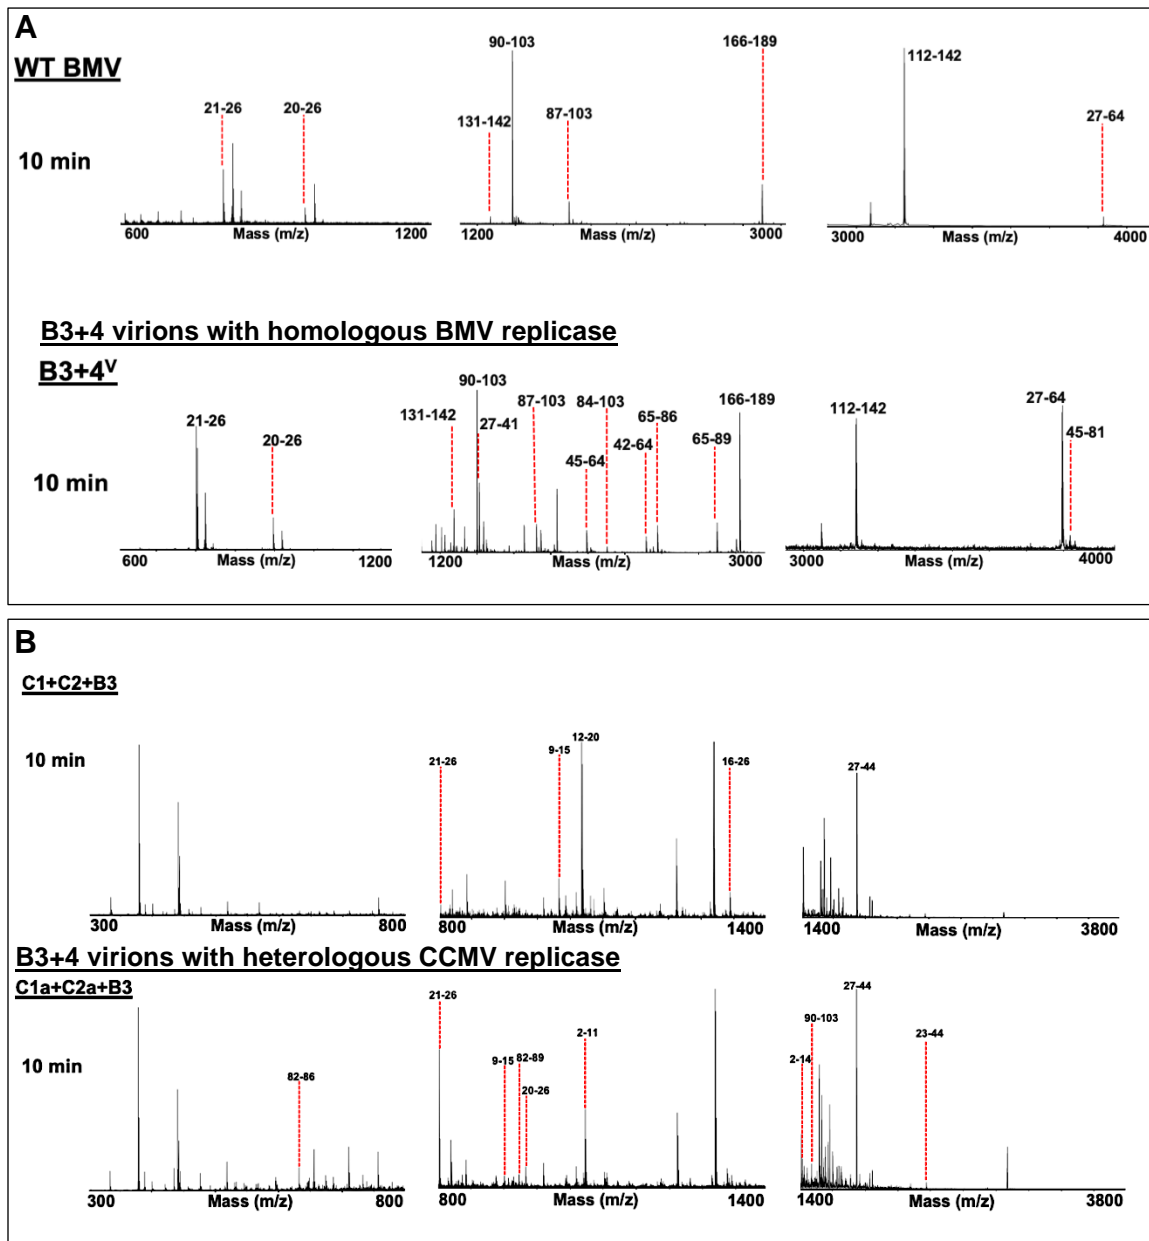 A
WT BMV
10 min
21-26
20-26
600 Mass (m/z) 1200
90-103
166-189
131-142
87-103
1200 Mass (m/z) 3000
112-142
27-64
3000 Mass (m/z) 4000
B3+4 virions with homologous BMV replicase
B3+4V
10 min
21-26
20-26
600 Mass (m/z) 1200
90-103
131-142
27-41
87-103
84-103
166-189
65-86
42-64
65-89
45-64
1200 Mass (m/z) 3000
112-142
27-64
45-81
3000 Mass (m/z) 4000
B
C1+C2+B3
10 min
300 Mass (m/z) 800
21-26
9-15
12-20
16-26
800 Mass (m/z) 1400
27-44
1400 Mass (m/z) 3800
B3+4 virions with heterologous CCMV replicase
C1a+C2a+B3
10 min
82-86
300 Mass (m/z) 800
21-26
9-15
82-89
20-26
2-11
800 Mass (m/z) 1400
27-44
90-103
2-14
23-44
1400 Mass (m/z) 3800